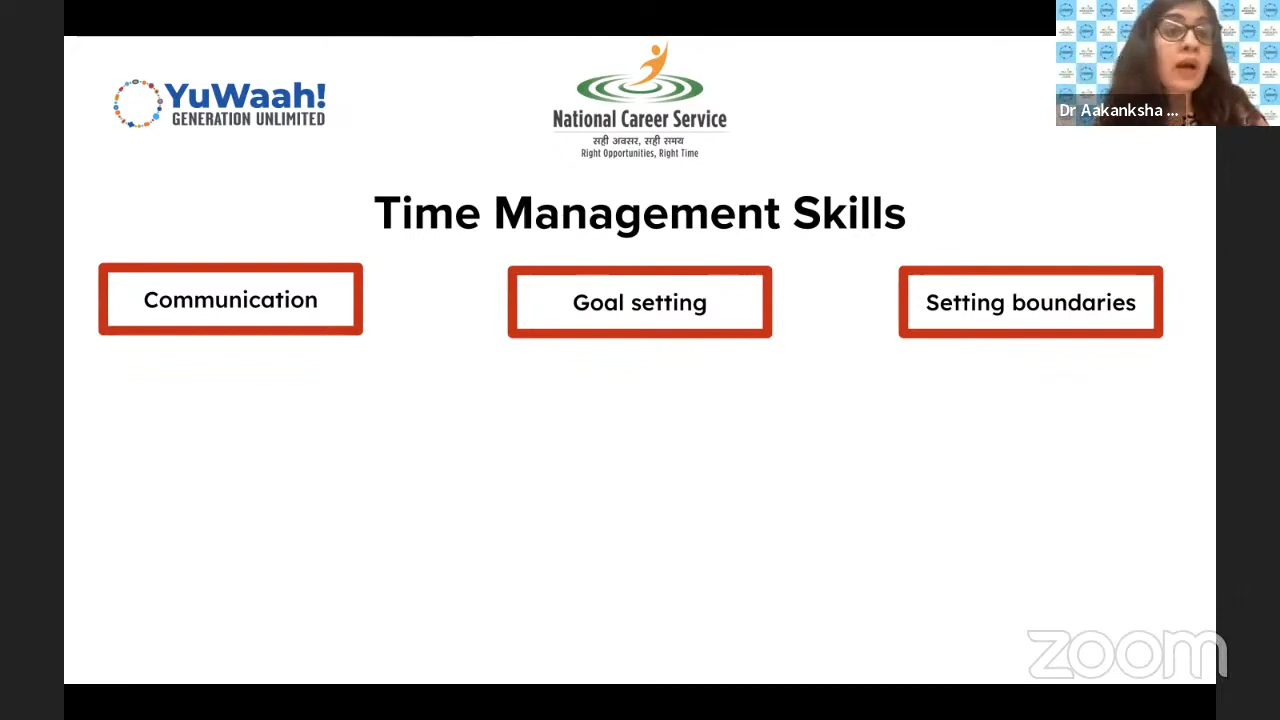 YuWaah!
GENERATION UNLIMITED
National Career Service
सही अवसर, सही समय
Right Opportunities, Right Time
Dr Aakanksha ...
Time Management Skills
Communication
Goal setting
Setting boundaries
zoom